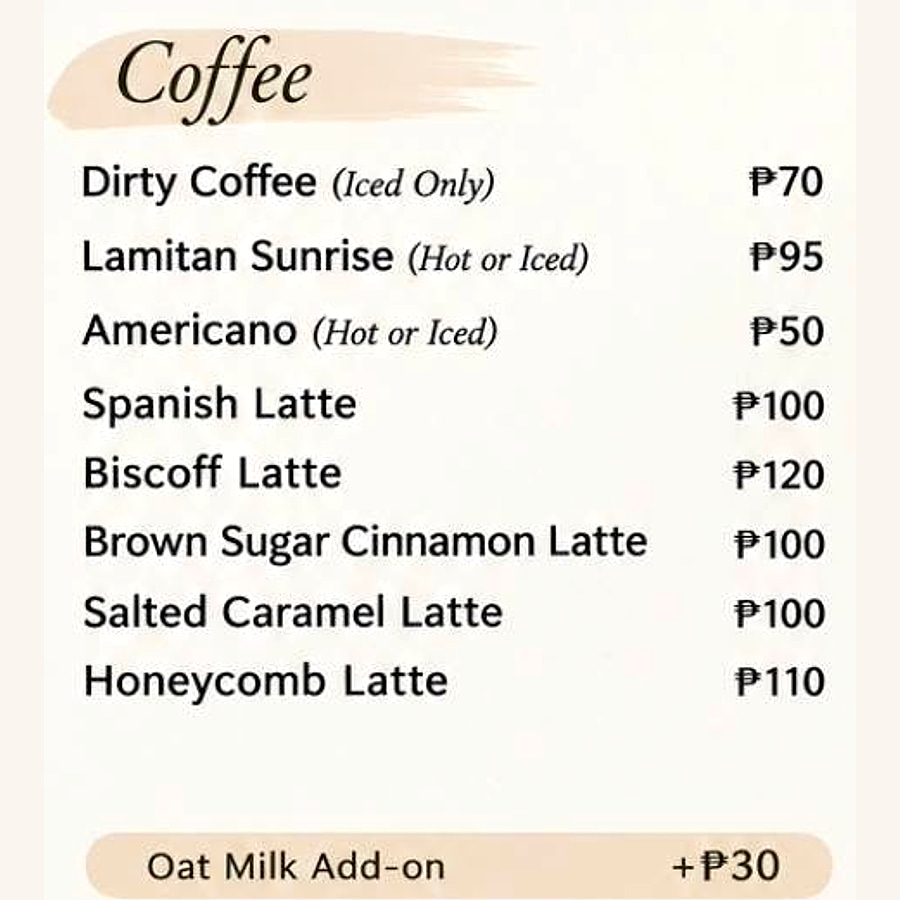 Coffee
Dirty Coffee (Iced Only) ₱70
Lamitan Sunrise (Hot or Iced) ₱95
Americano (Hot or Iced) ₱50
Spanish Latte ₱100
Biscoff Latte ₱120
Brown Sugar Cinnamon Latte ₱100
Salted Caramel Latte ₱100
Honeycomb Latte ₱110
Oat Milk Add-on +₱30